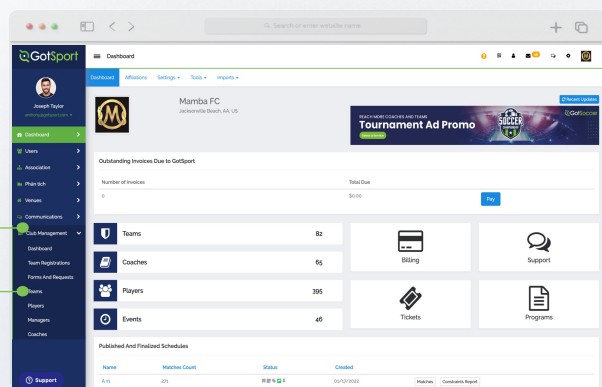 Search or enter website name
GotSport
Dashboard
Joseph Taylor
Dashboard
Affiliations
Settings
Tools
Imports
Recent Updates
Mamba FC
Jacksonville Beach, AA, US
REACH MORE COACHES AND TEAMS
Tournament Ad Promo
SOCCER
GotSoccer
Dashboard
Users
Association
Phân tích
Venues
Communications
Club Management
Dashboard
Team Registrations
Forms And Requests
Teams
Players
Managers
Coaches
Support
Outstanding Invoices Due to GotSport
Number of Invoices
Total Due
0
$0.00
Pay
Teams
82
Coaches
65
Players
395
Events
46
Billing
Support
Tickets
Programs
Published And Finalized Schedules
Name
Matches Count
Status
Created
A 01
271
01/17/2022
Matches
Constraints Report